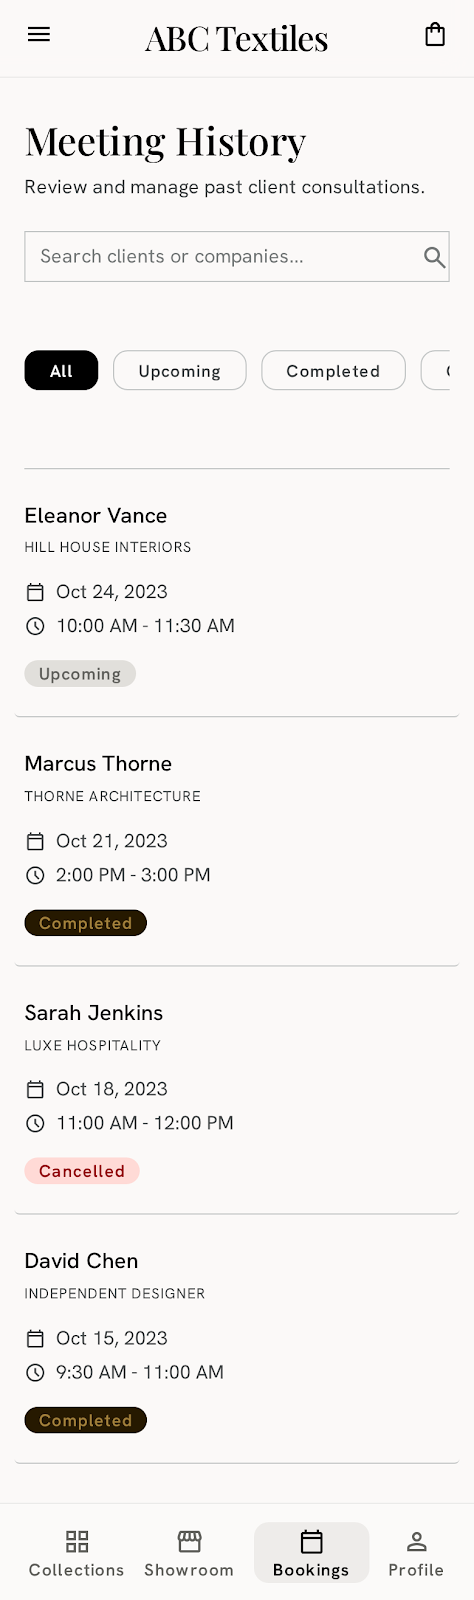 ABC Textiles
Meeting History
Review and manage past client consultations.
Search clients or companies...
All Upcoming Completed
Eleanor Vance
HILL HOUSE INTERIORS
Oct 24, 2023
10:00 AM - 11:30 AM
Upcoming
Marcus Thorne
THORNE ARCHITECTURE
Oct 21, 2023
2:00 PM - 3:00 PM
Completed
Sarah Jenkins
LUXE HOSPITALITY
Oct 18, 2023
11:00 AM - 12:00 PM
Cancelled
David Chen
INDEPENDENT DESIGNER
Oct 15, 2023
9:30 AM - 11:00 AM
Completed
Collections Showroom Bookings Profile